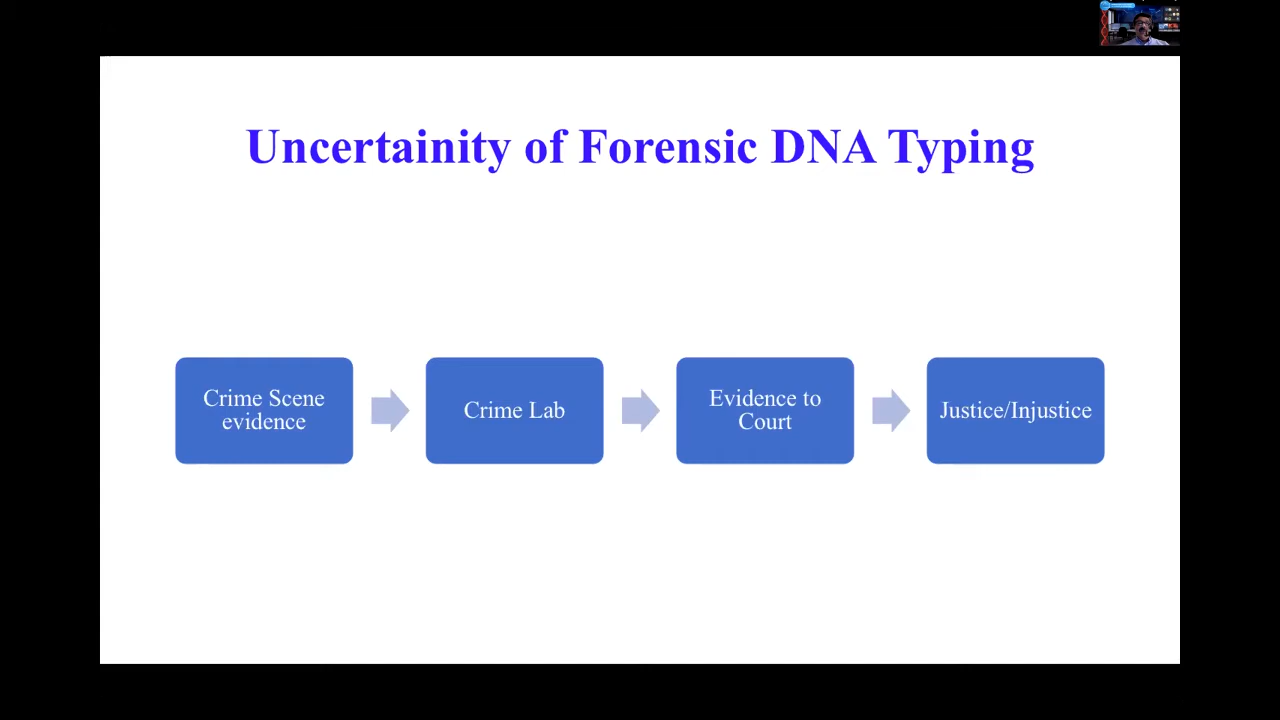 Uncertainity of Forensic DNA Typing
Crime Scene
evidence
Crime Lab
Evidence to
Court
Justice/Injustice